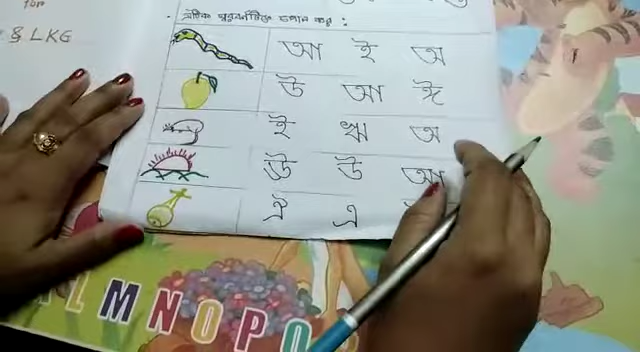 & LKG
সঠিক স্বরবর্ণটিতে গোল কর :
আ ই অ
উ আ ঈ
ই ঋ অ
ঊ উ আ
ঐ এ
L M N O P Q